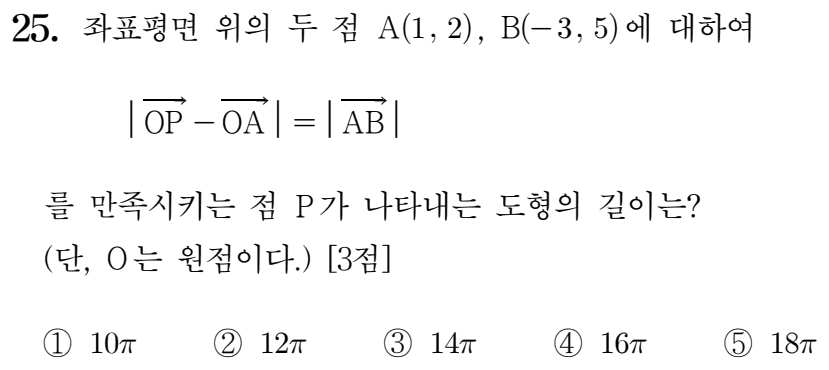 25. 좌표평면 위의 두 점 A(1, 2), B(−3, 5)에 대하여
|\overrightarrow{OP} − \overrightarrow{OA}| = |\overrightarrow{AB}|
를 만족시키는 점 P가 나타내는 도형의 길이는?
(단, O는 원점이다.) [3점]
① 10π ② 12π ③ 14π ④ 16π ⑤ 18π